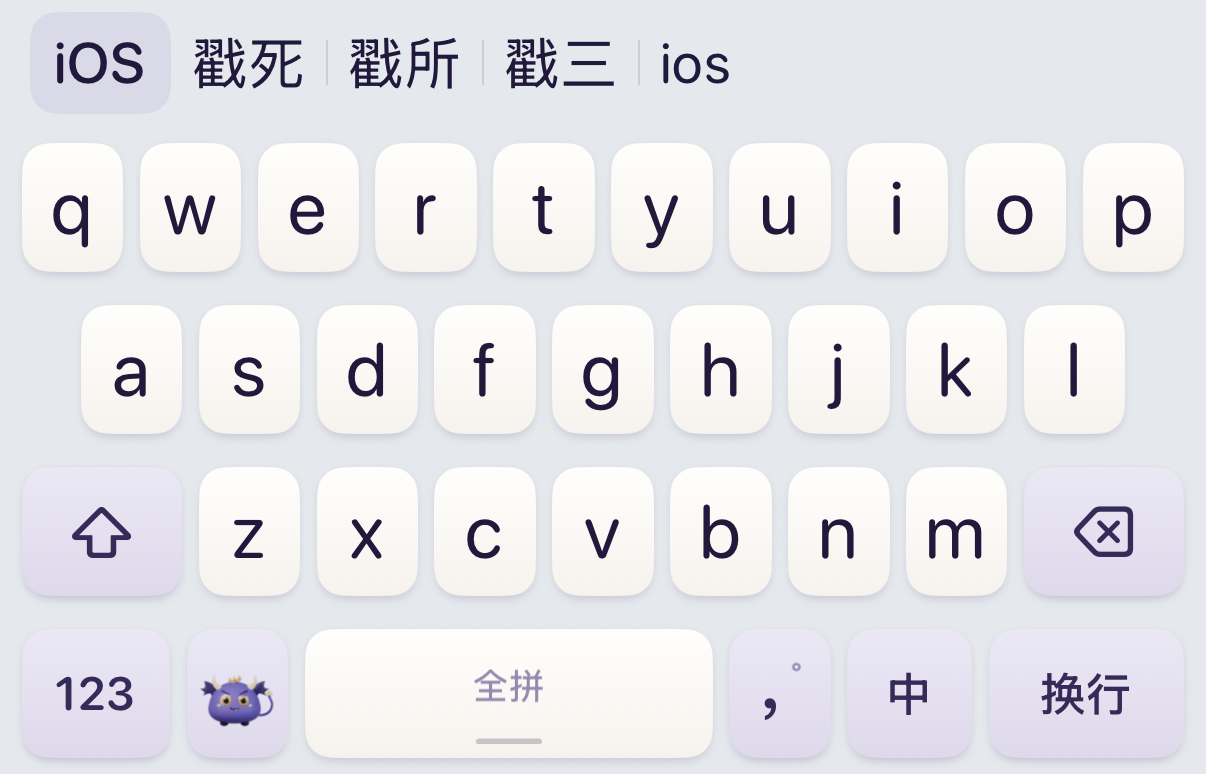 iOS 戳死 戳所 戳三 ios
q w e r t y u i o p
a s d f g h j k l
z x c v b n m
123 全拼 ， 。 中 换行